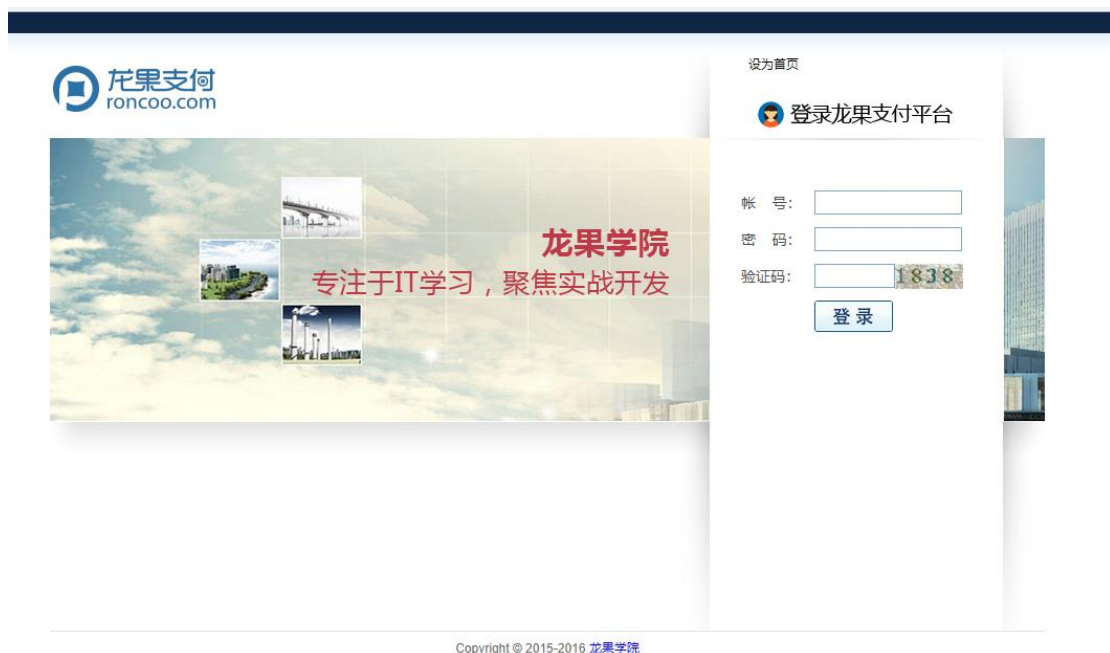 龙果支付
roncoo.com
设为首页
登录龙果支付平台
龙果学院
专注于IT学习，聚焦实战开发
帐 号:
密 码:
验证码:
1838
登 录
Copyright © 2015-2016 龙果学院